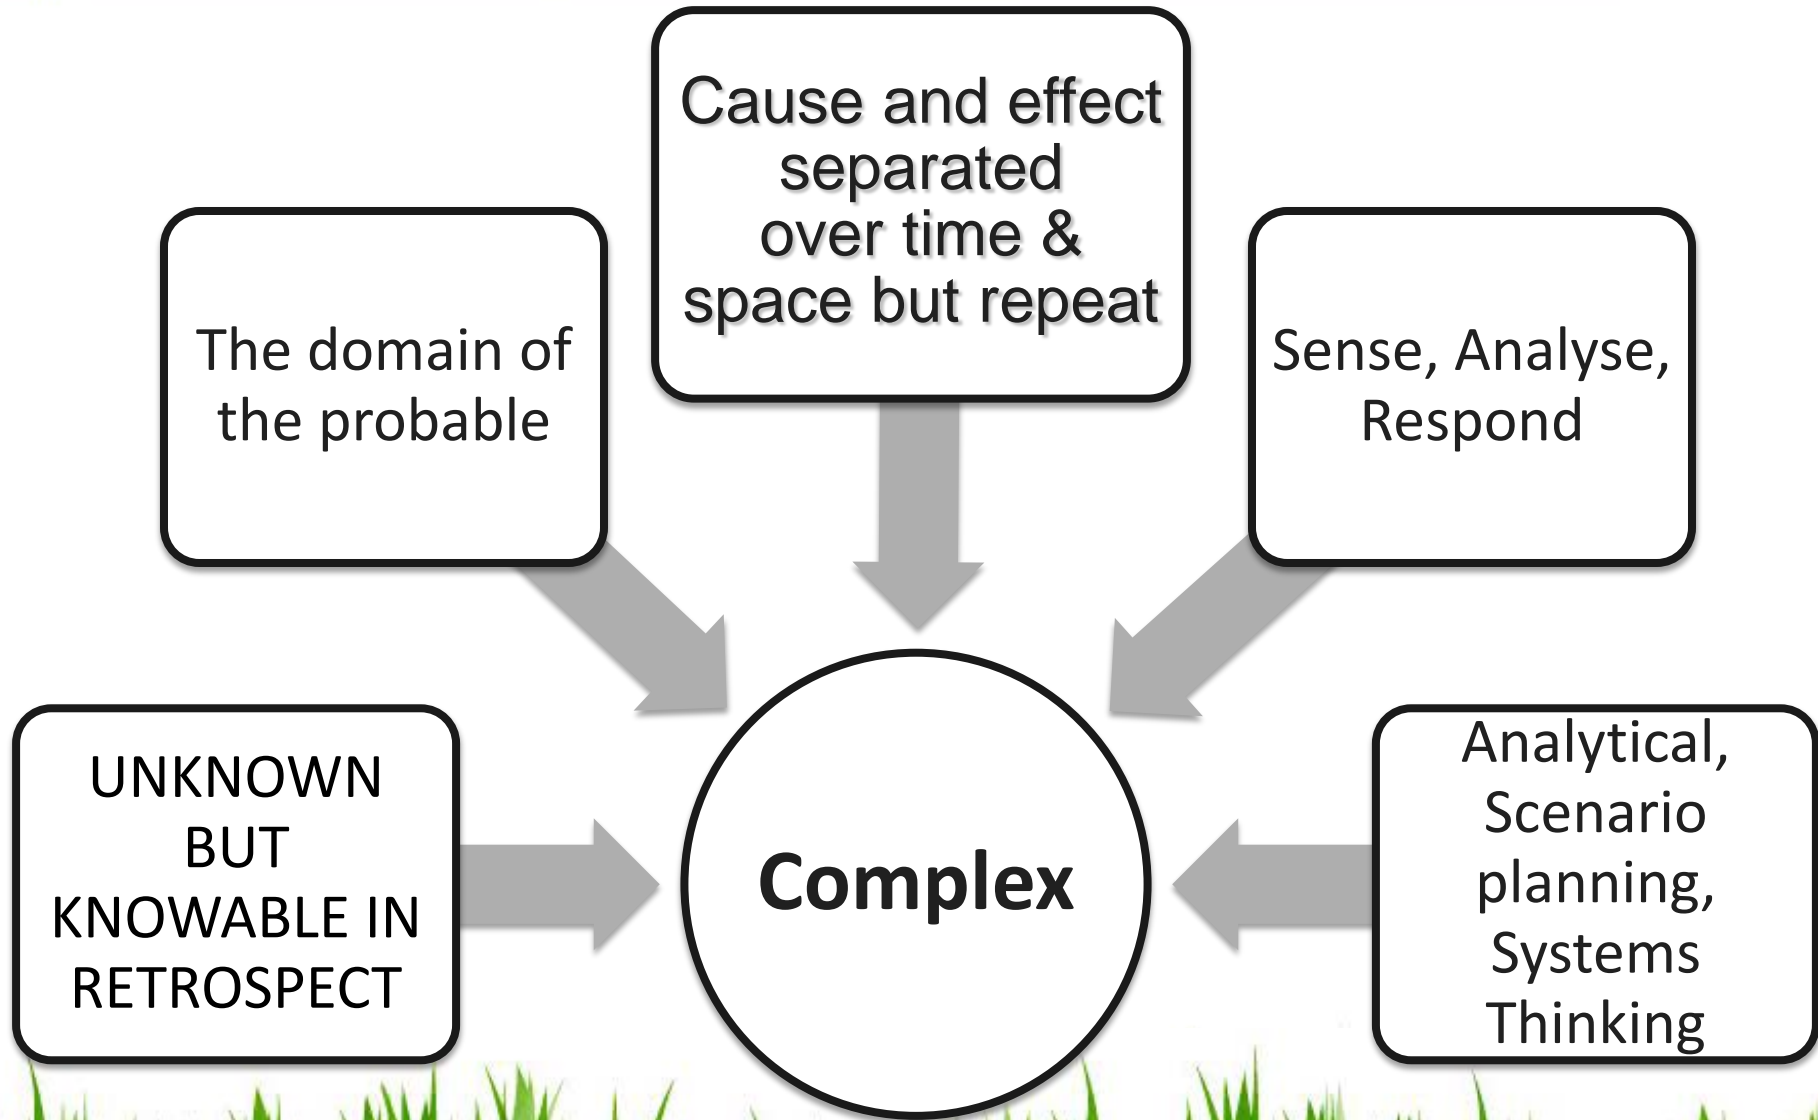 Cause and effect
separated
over time &
space but repeat
The domain of
the probable
Sense, Analyse,
Respond
UNKNOWN
BUT
KNOWABLE IN
RETROSPECT
Complex
Analytical,
Scenario
planning,
Systems
Thinking